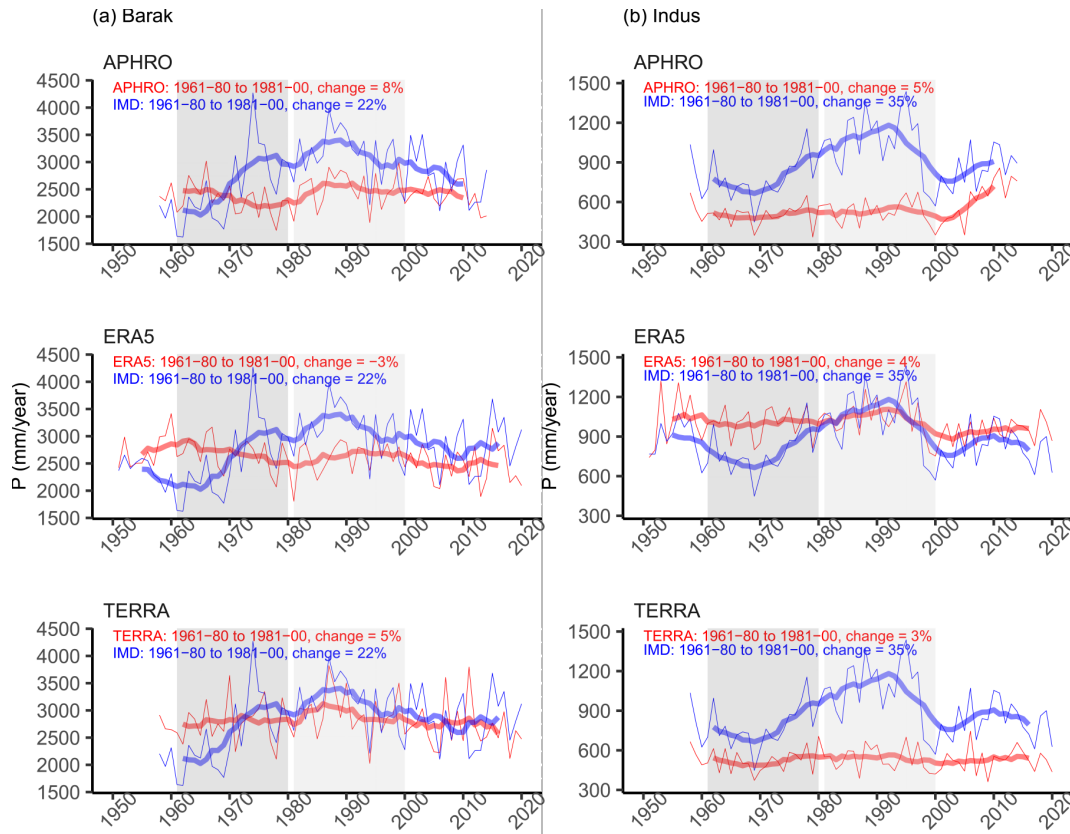 (a) Barak
APHRO
APHRO: 1961−80 to 1981−00, change = 8%
IMD: 1961−80 to 1981−00, change = 22%
4500
4000
3500
3000
2500
2000
1500
1950 1960 1970 1980 1990 2000 2010 2020
ERA5
ERA5: 1961−80 to 1981−00, change = −3%
IMD: 1961−80 to 1981−00, change = 22%
P (mm/year)
4500
4000
3500
3000
2500
2000
1500
1950 1960 1970 1980 1990 2000 2010 2020
TERRA
TERRA: 1961−80 to 1981−00, change = 5%
IMD: 1961−80 to 1981−00, change = 22%
4500
4000
3500
3000
2500
2000
1500
1950 1960 1970 1980 1990 2000 2010 2020
(b) Indus
APHRO
APHRO: 1961−80 to 1981−00, change = 5%
IMD: 1961−80 to 1981−00, change = 35%
1500
1200
900
600
300
1950 1960 1970 1980 1990 2000 2010 2020
ERA5
ERA5: 1961−80 to 1981−00, change = 4%
IMD: 1961−80 to 1981−00, change = 35%
P (mm/year)
1500
1200
900
600
300
1950 1960 1970 1980 1990 2000 2010 2020
TERRA
TERRA: 1961−80 to 1981−00, change = 3%
IMD: 1961−80 to 1981−00, change = 35%
1500
1200
900
600
300
1950 1960 1970 1980 1990 2000 2010 2020